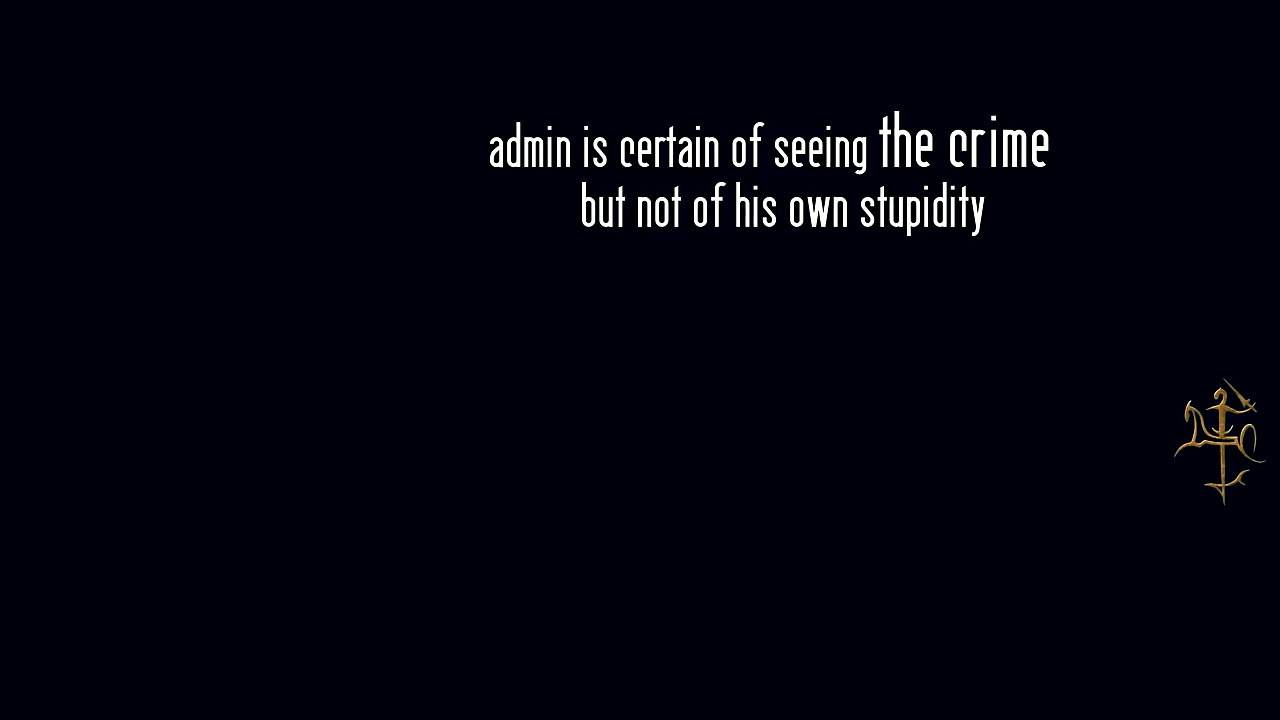 admin is certain of seeing the crime
but not of his own stupidity